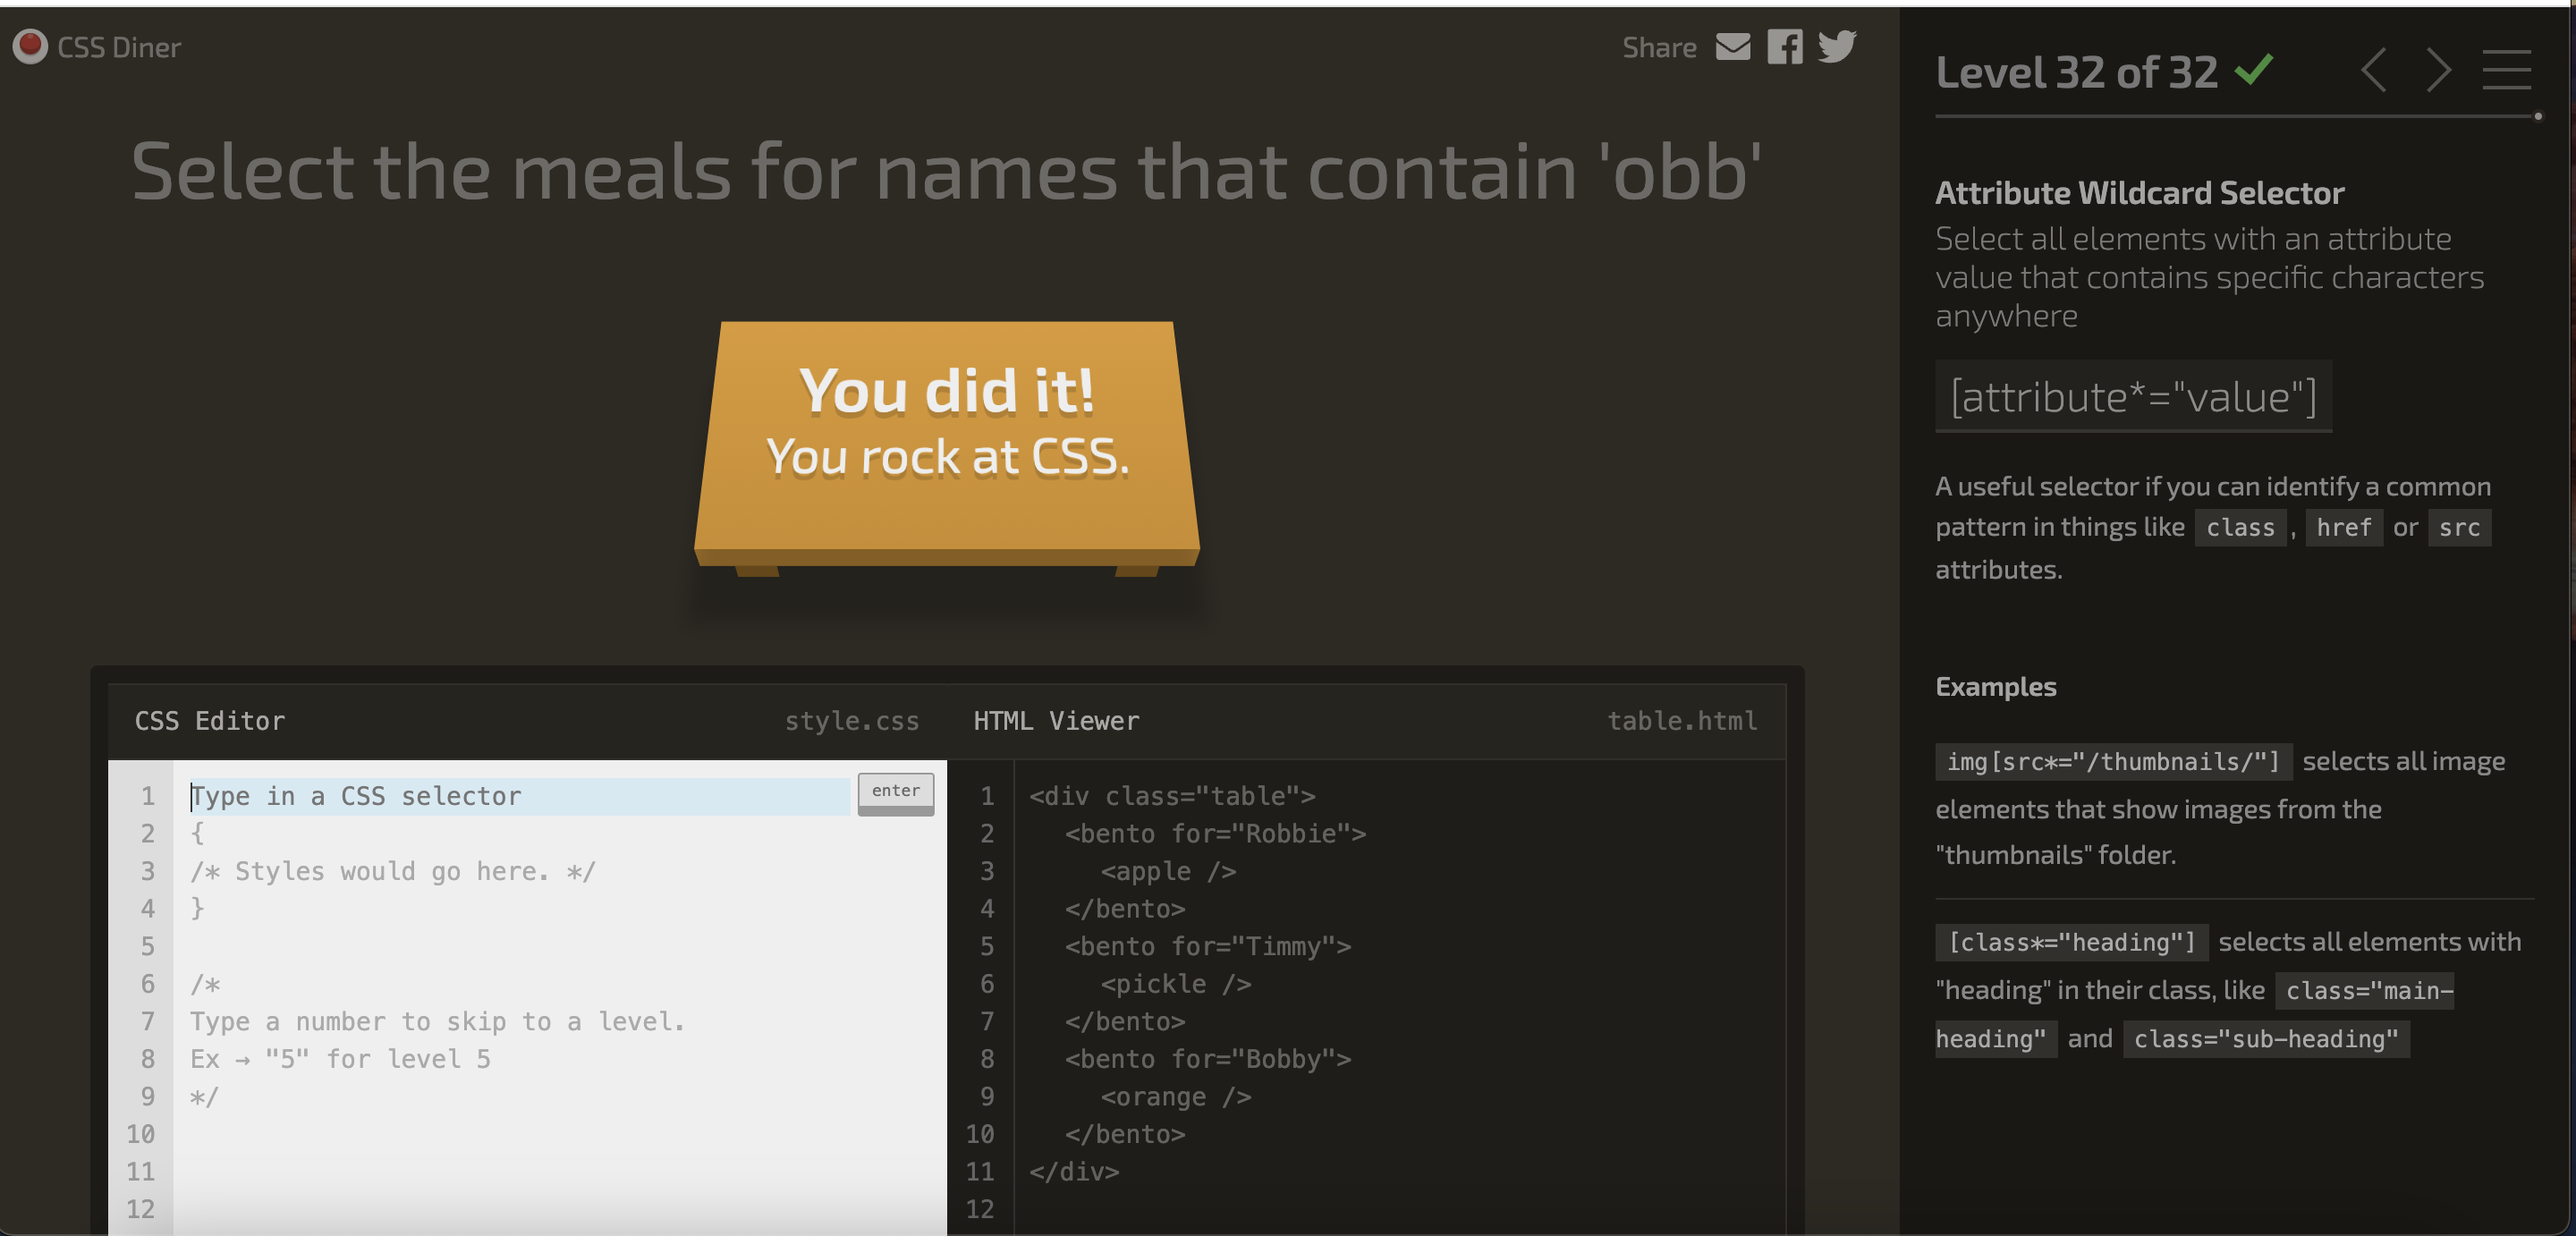 CSS Diner
Share
Select the meals for names that contain 'obb'
You did it!
You rock at CSS.
CSS Editor
style.css
1 Type in a CSS selector
enter
2 {
3 /* Styles would go here. */
4 }
5
6 /*
7 Type a number to skip to a level.
8 Ex → "5" for level 5
9 */
10
11
12
HTML Viewer
table.html
1 <div class="table">
2 <bento for="Robbie">
3 <apple />
4 </bento>
5 <bento for="Timmy">
6 <pickle />
7 </bento>
8 <bento for="Bobby">
9 <orange />
10 </bento>
11 </div>
12
Level 32 of 32
Attribute Wildcard Selector
Select all elements with an attribute
value that contains specific characters
anywhere
[attribute*="value"]
A useful selector if you can identify a common
pattern in things like class, href or src
attributes.
Examples
img[src*="/thumbnails/"] selects all image
elements that show images from the
"thumbnails" folder.
[class*="heading"] selects all elements with
"heading" in their class, like class="main-
heading" and class="sub-heading"